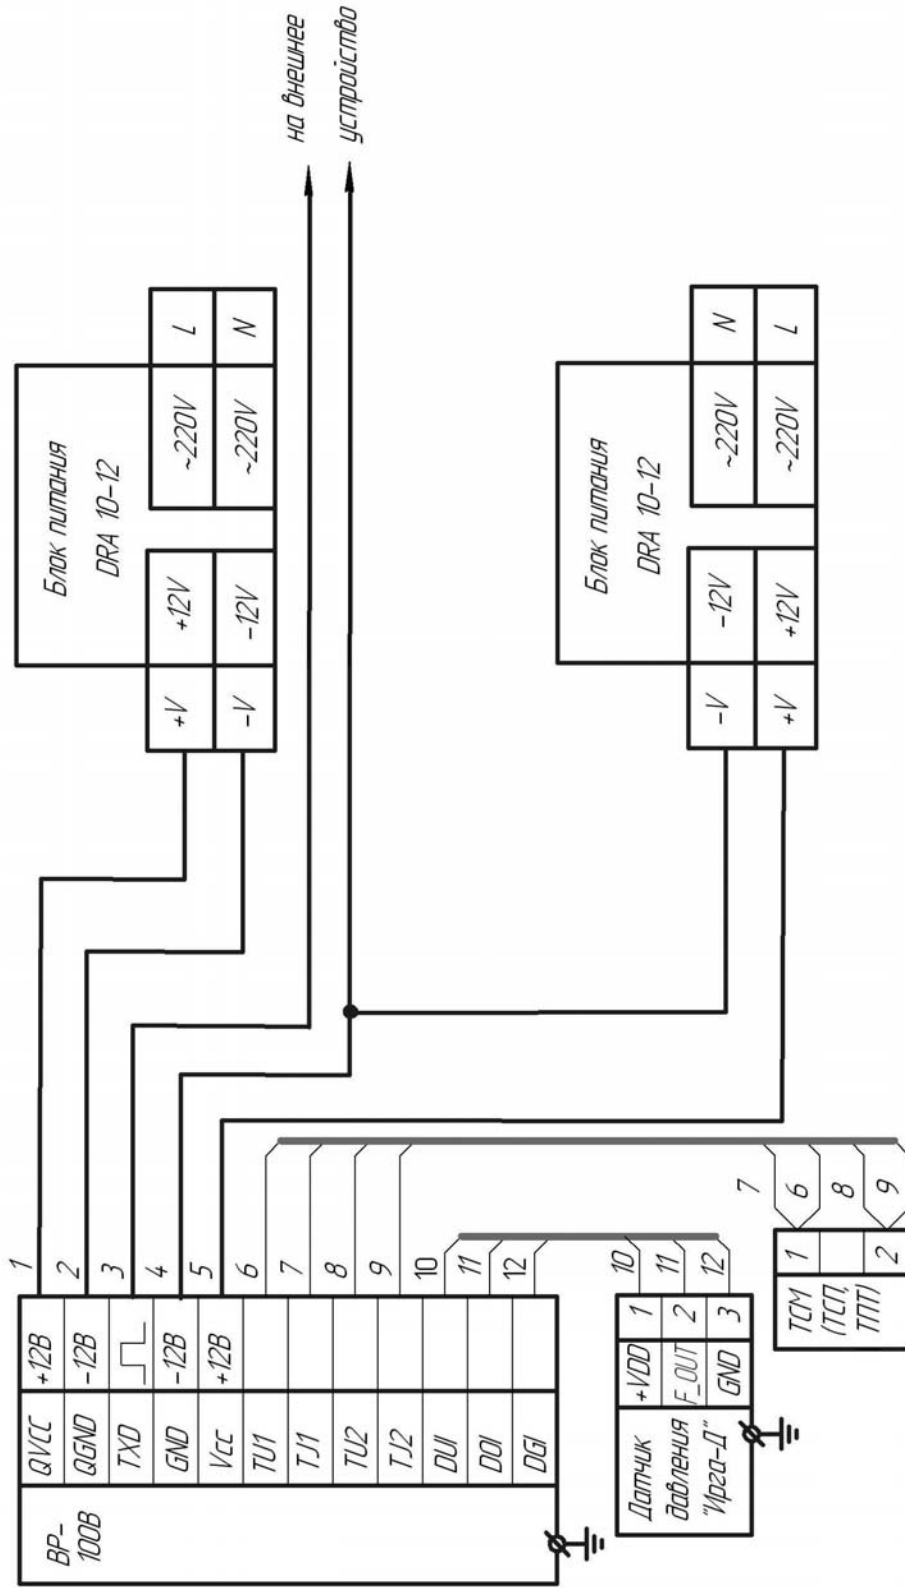 ВР-
100В
QVCC +12В 1
QGND -12В 2
TXD 3
GND -12В 4
Vcc +12В 5
TU1 6
TJ1 7
TU2 8
TJ2 9
DUI 10
DOI 11
DGI 12
Блок питания
DRA 10-12
+V +12V ~220V L
-V -12V ~220V N
на внешнее
устройство
Блок питания
DRA 10-12
-V -12V ~220V N
+V +12V ~220V L
Датчик
давления
"Ирга-Д"
+VDD 1 10
F_OUT 2 11
GND 3 12
ТСМ
(ТСП,
ТПТ)
1
2
7
6
8
9